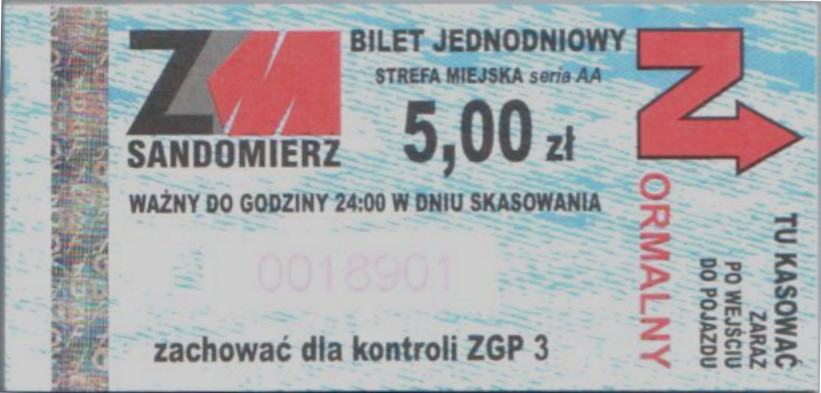 ZM
SANDOMIERZ
BILET JEDNODNIOWY
STREFA MIEJSKA seria AA
5,00 zł
WAŻNY DO GODZINY 24:00 W DNIU SKASOWANIA
0018901
zachować dla kontroli ZGP 3
NORMALNY
TU KASOWAĆ
ZARAZ
PO WEJŚCIU
DO POJAZDU